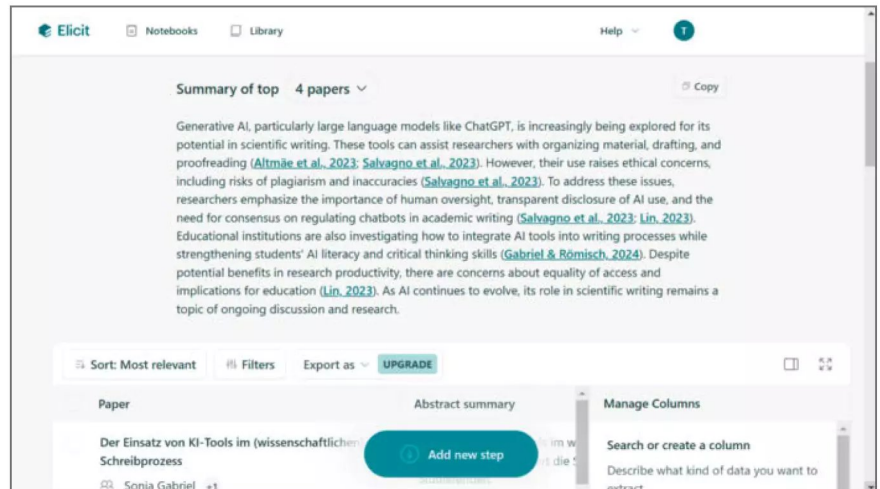 Elicit
Notebooks
Library
Help
T
Summary of top 4 papers
Copy
Generative AI, particularly large language models like ChatGPT, is increasingly being explored for its
potential in scientific writing. These tools can assist researchers with organizing material, drafting, and
proofreading (Altmäe et al., 2023; Salvagno et al., 2023). However, their use raises ethical concerns,
including risks of plagiarism and inaccuracies (Salvagno et al., 2023). To address these issues,
researchers emphasize the importance of human oversight, transparent disclosure of AI use, and the
need for consensus on regulating chatbots in academic writing (Salvagno et al., 2023; Lin, 2023).
Educational institutions are also investigating how to integrate AI tools into writing processes while
strengthening students' AI literacy and critical thinking skills (Gabriel & Römisch, 2024). Despite
potential benefits in research productivity, there are concerns about equality of access and
implications for education (Lin, 2023). As AI continues to evolve, its role in scientific writing remains a
topic of ongoing discussion and research.
Sort: Most relevant
Filters
Export as
UPGRADE
Paper
Abstract summary
Manage Columns
Der Einsatz von KI-Tools im (wissenschaftlichen
Schreibprozess
Sonja Gabriel +1
Add new step
im w
die S
Search or create a column
Describe what kind of data you want to
extract